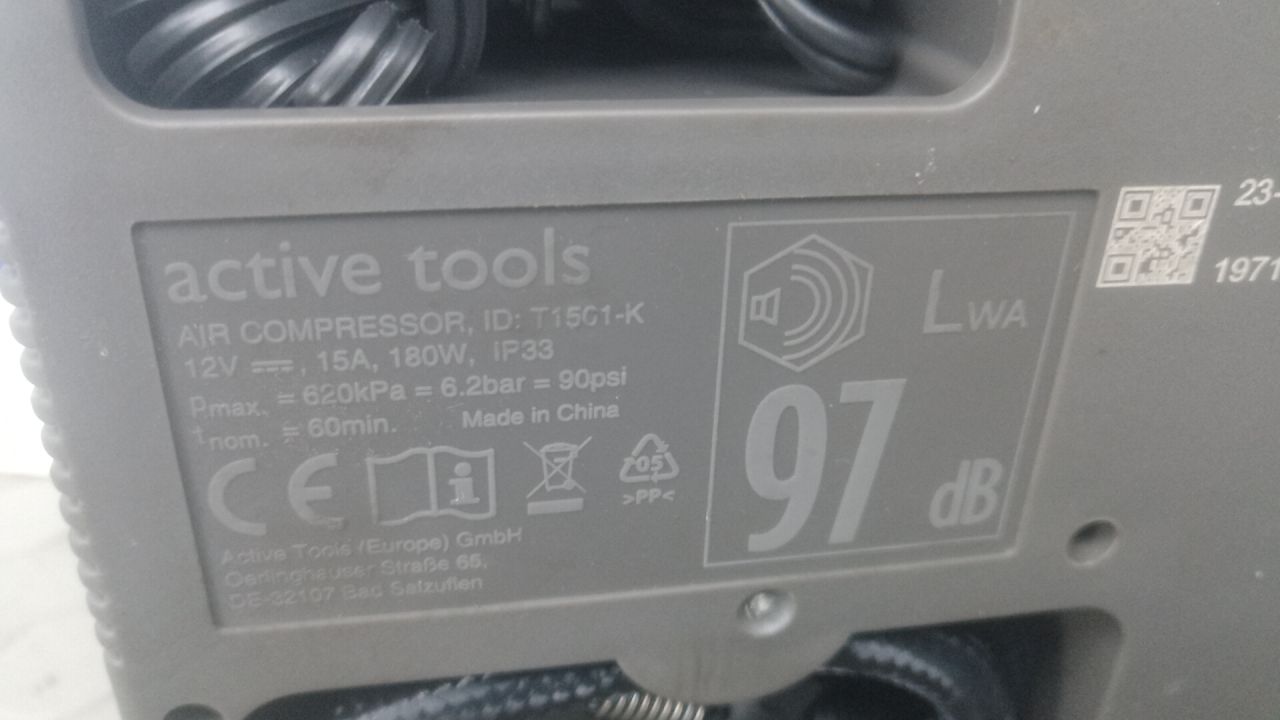 active tools
AIR COMPRESSOR, ID: T1501-K
12V ⎓, 15A, 180W, IP33
pmax. = 620kPa = 6.2bar = 90psi
tnom. = 60min. Made in China
CE
05
>PP<
Active Tools (Europe) GmbH
Oerlinghauser Straße 65,
DE-32107 Bad Salzuflen
LWA
97 dB
23-
1971